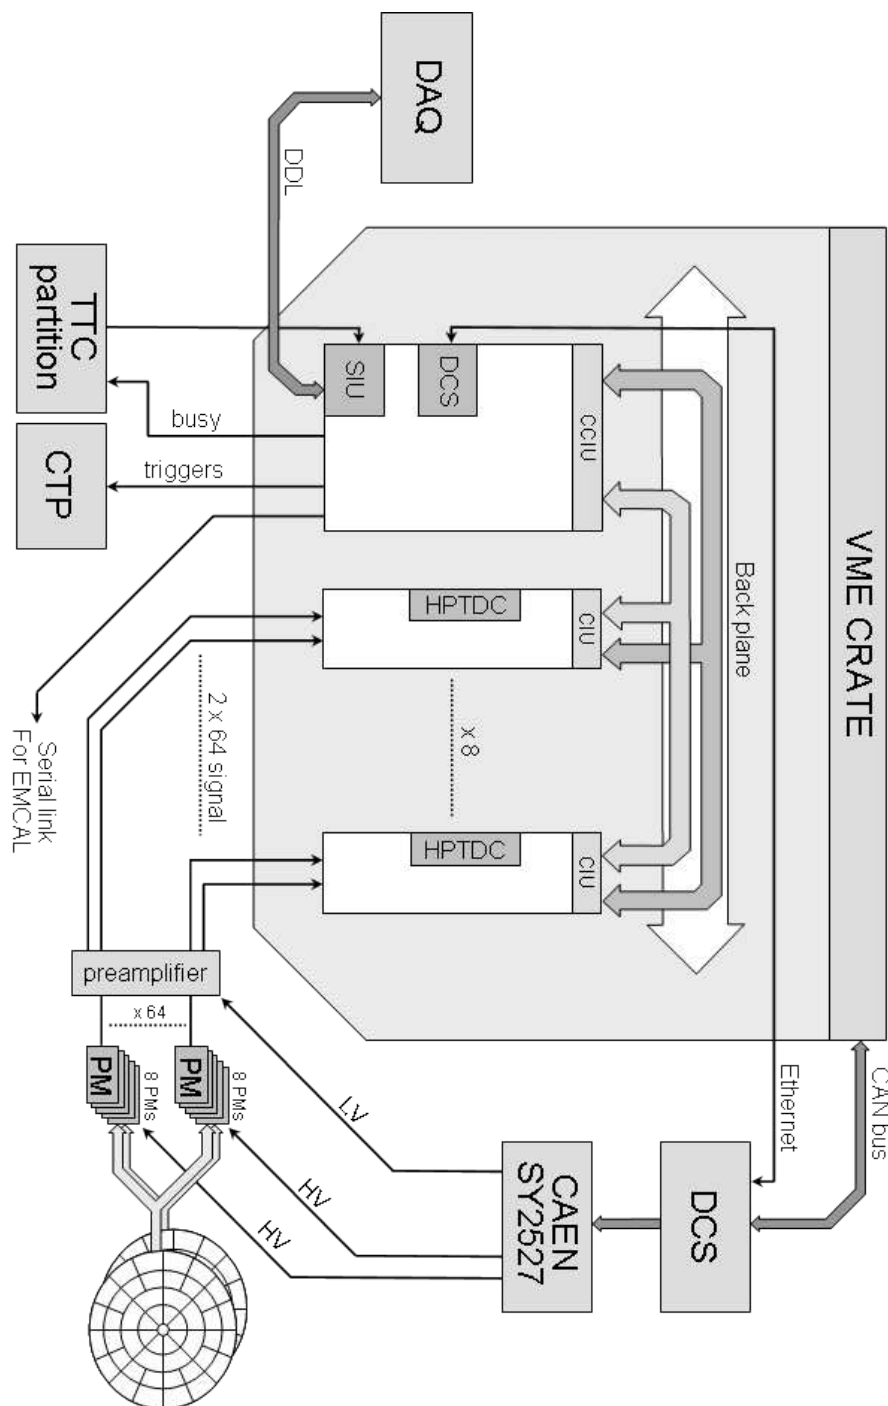 DAQ
DDL
TTC
partition
busy
CTP
triggers
SIU
DCS
CCIU
VME CRATE
Back plane
HPTDC
CIU
x 8
2 x 64 signal
Serial link
For EMCAL
HPTDC
CIU
preamplifier
x 64
PM
8 PMs
PM
8 PMs
LV
HV
HV
CAEN
SY2527
DCS
Ethernet
CAN bus